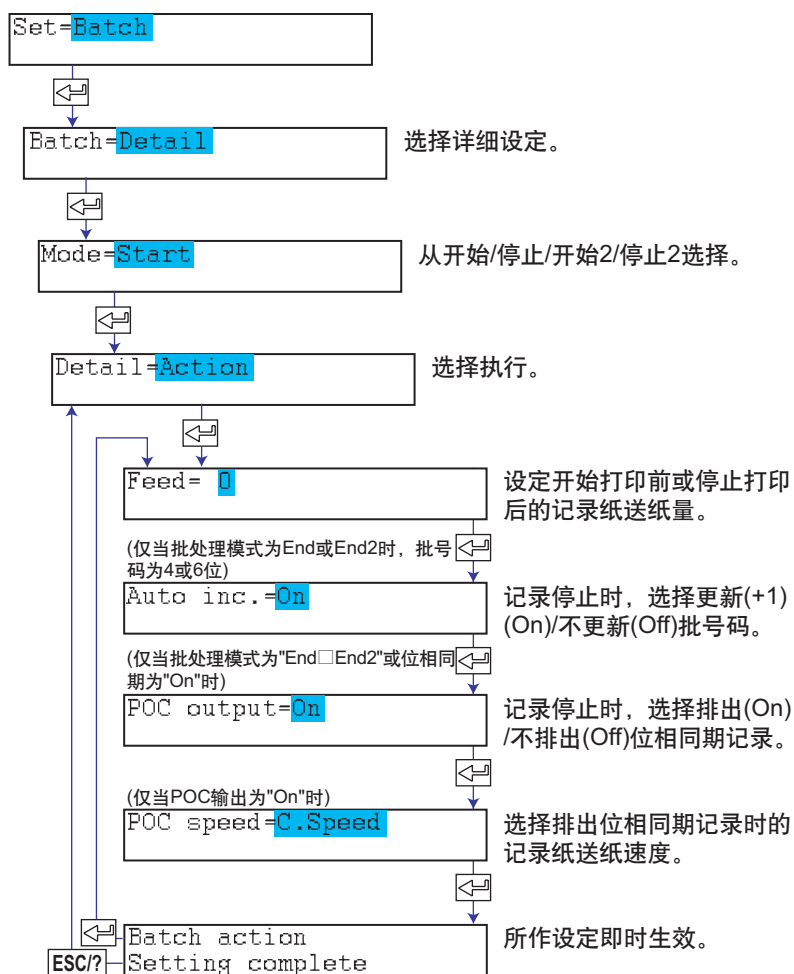 Set=Batch
Batch=Detail
选择详细设定。
Mode=Start
从开始/停止/开始2/停止2选择。
Detail=Action
选择执行。
Feed= 0
设定开始打印前或停止打印
后的记录纸送纸量。
(仅当批处理模式为End或End2时，批号
码为4或6位)
Auto inc.=On
记录停止时，选择更新(+1)
(On)/不更新(Off)批号码。
(仅当批处理模式为"End□End2"或位相同
期为"On"时)
POC output=On
记录停止时，选择排出(On)
/不排出(Off)位相同期记录。
(仅当POC输出为"On"时)
POC speed=C.Speed
选择排出位相同期记录时的
记录纸送纸速度。
Batch action
所作设定即时生效。
ESC/?
Setting complete